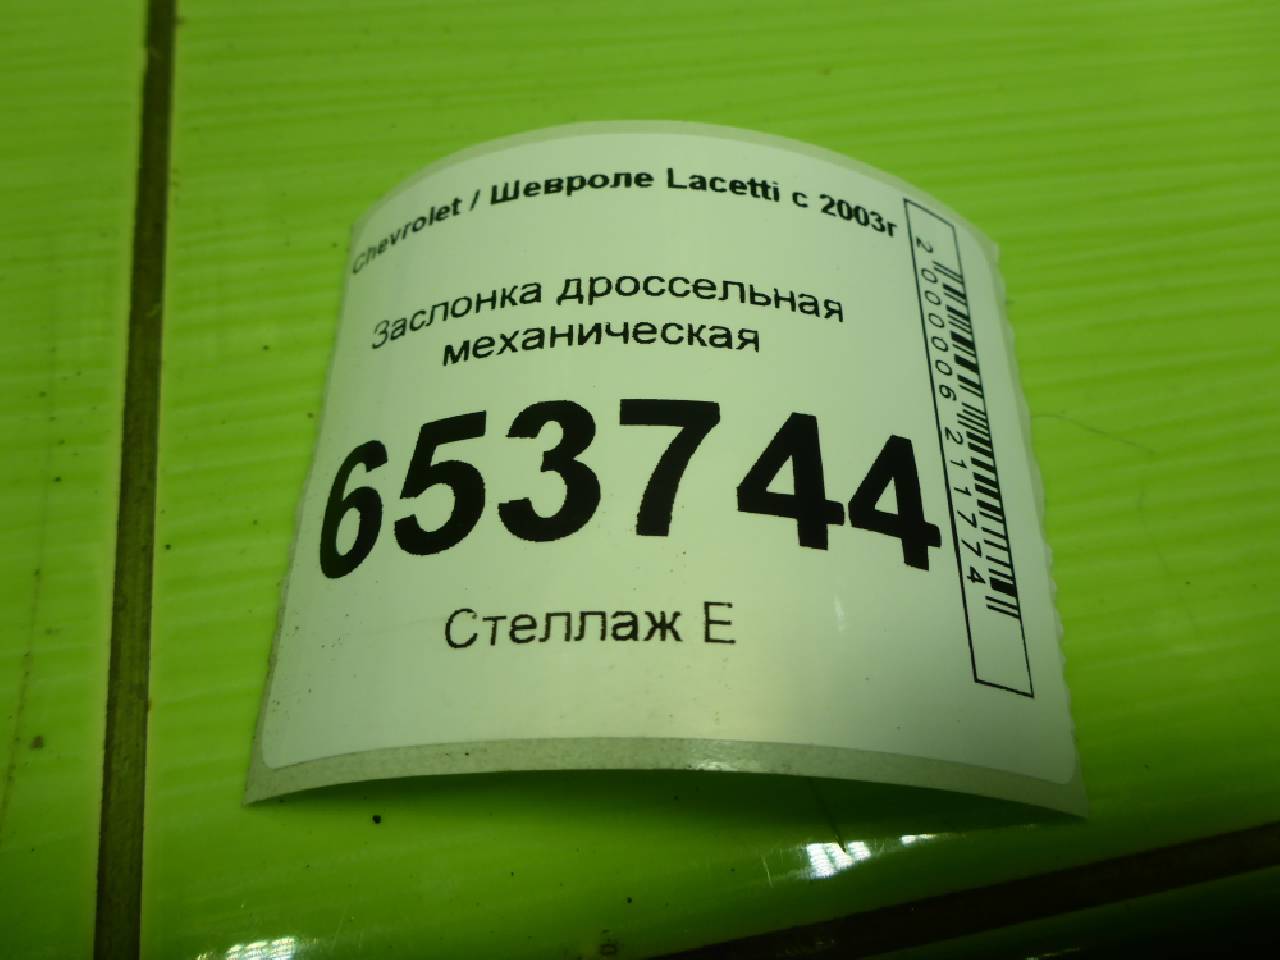 Chevrolet / Шевроле Lacetti с 2003г
Заслонка дроссельная
механическая
653744
Стеллаж Е
2000006211774